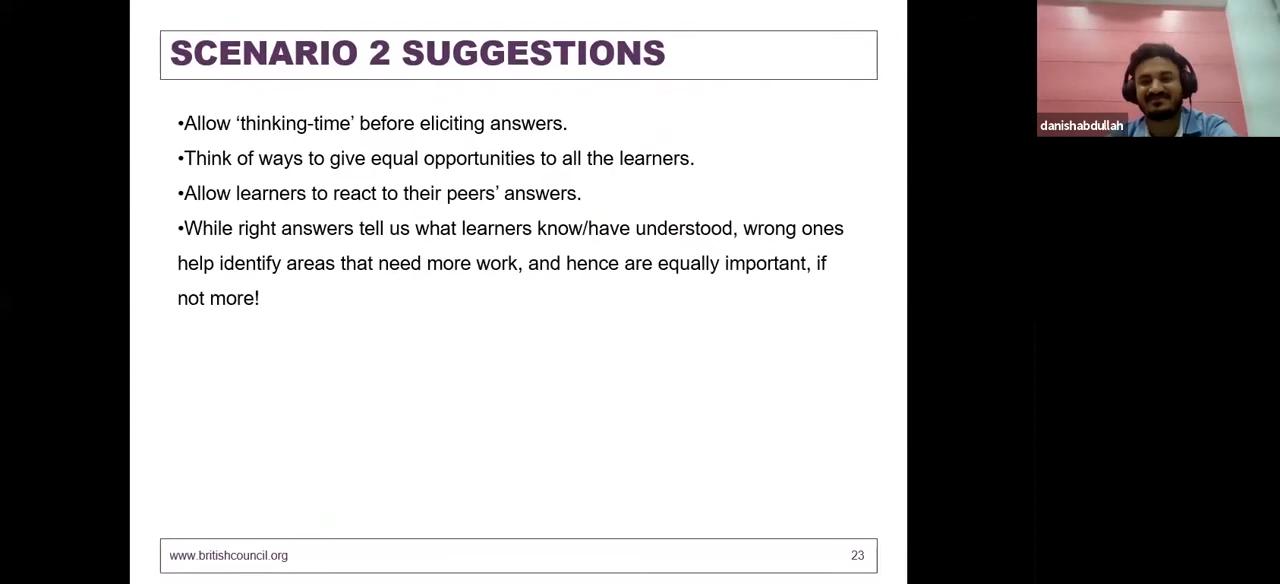 SCENARIO 2 SUGGESTIONS
•Allow ‘thinking-time’ before eliciting answers.
•Think of ways to give equal opportunities to all the learners.
•Allow learners to react to their peers’ answers.
•While right answers tell us what learners know/have understood, wrong ones
help identify areas that need more work, and hence are equally important, if
not more!
www.britishcouncil.org
23
danishabdullah